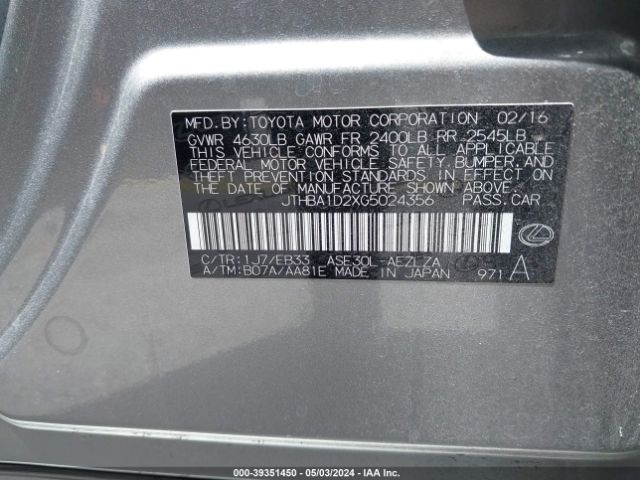 MFD.BY:TOYOTA MOTOR CORPORATION 02/16
GVWR 4630LB GAWR FR 2400LB RR 2545LB
THIS VEHICLE CONFORMS TO ALL APPLICABLE
FEDERAL MOTOR VEHICLE SAFETY, BUMPER, AND
THEFT PREVENTION STANDARDS IN EFFECT ON
THE DATE OF MANUFACTURE SHOWN ABOVE.
JTHBA1D2XG5024356 PASS.CAR
C/TR:1J7/EB33 ASE30L-AEZLZA
A/TM:B07A/AA81E MADE IN JAPAN 971 A
000-39351450 - 05/03/2024 - IAA Inc.